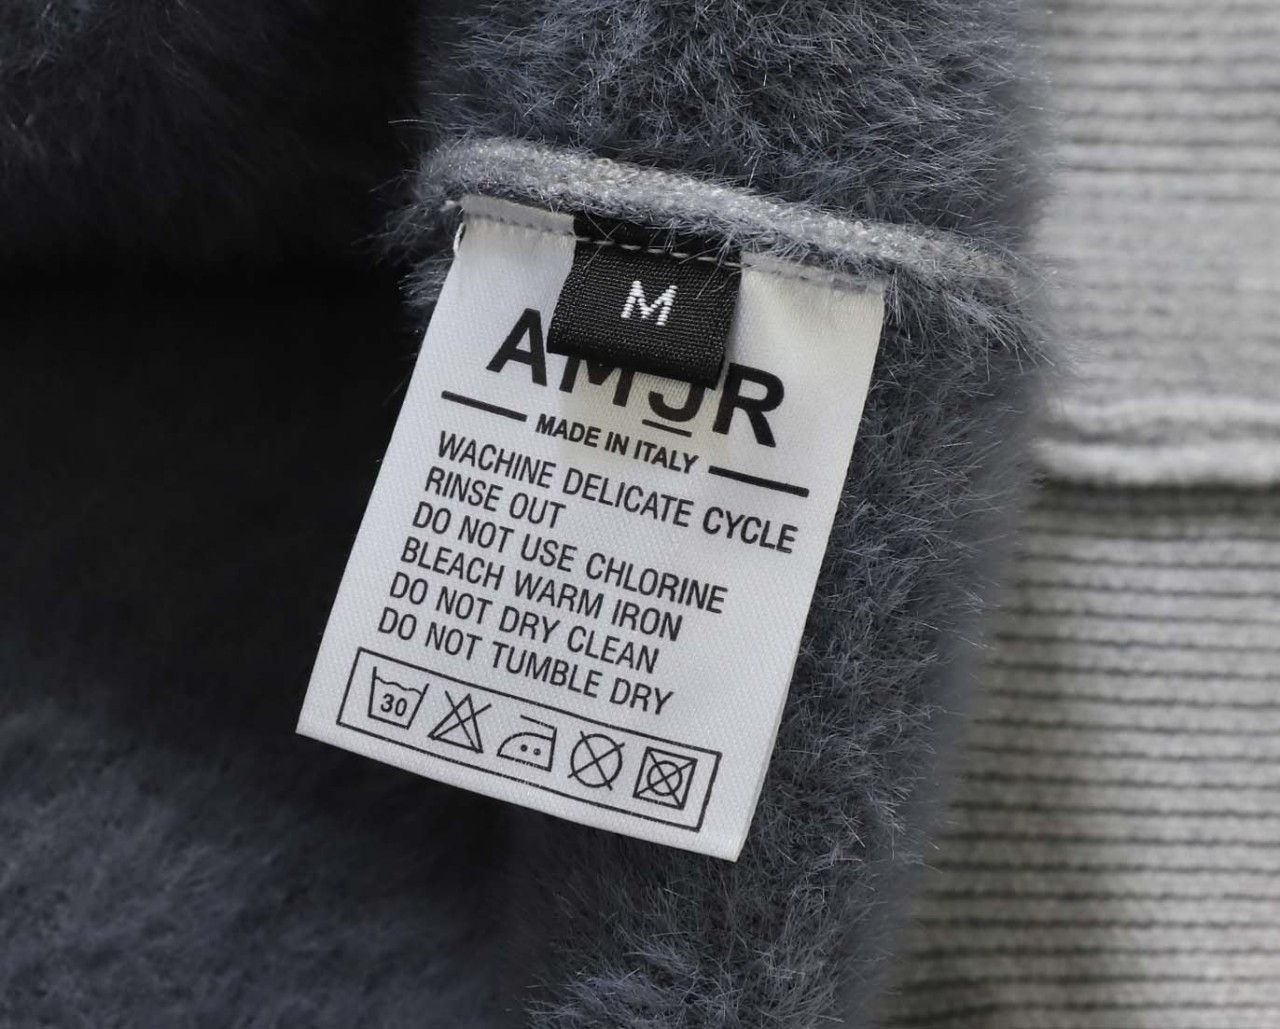 M
AMJR
MADE IN ITALY
WACHINE DELICATE CYCLE
RINSE OUT
DO NOT USE CHLORINE
BLEACH WARM IRON
DO NOT DRY CLEAN
DO NOT TUMBLE DRY
30